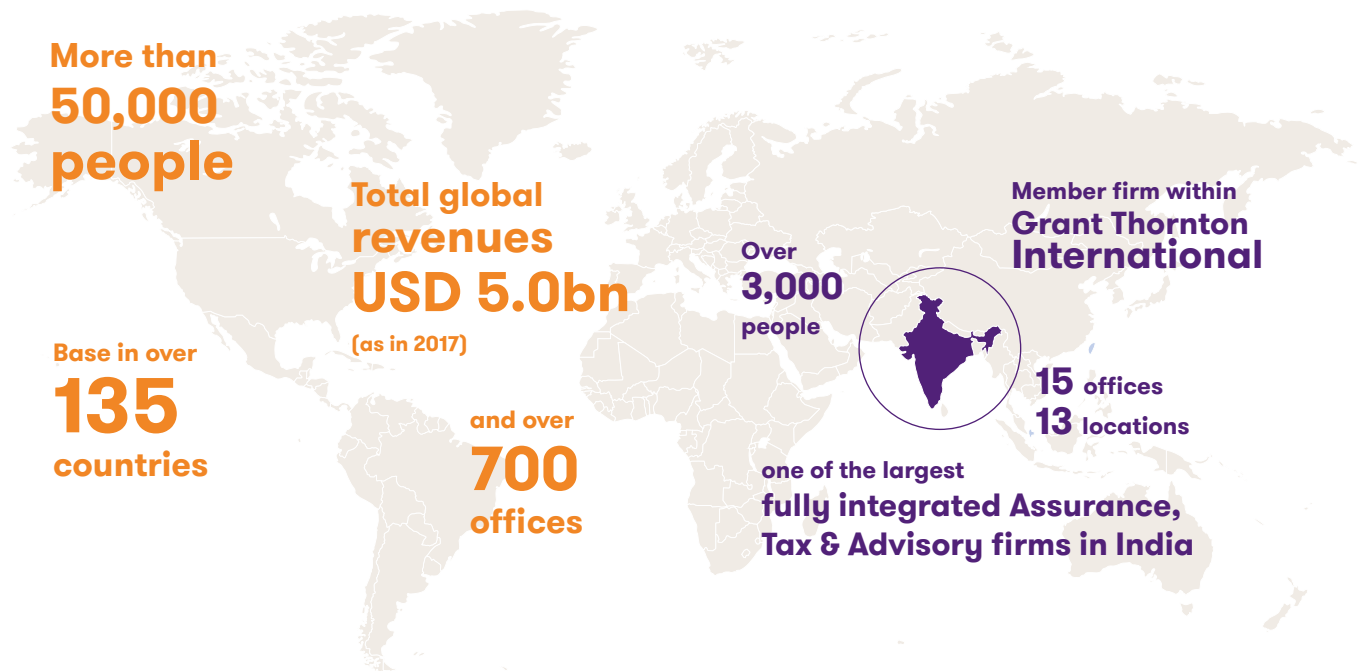 More than
50,000
people
Total global
revenues
USD 5.0bn
(as in 2017)
Base in over
135
countries
and over
700
offices
Member firm within
Grant Thornton
International
Over
3,000
people
15 offices
13 locations
one of the largest
fully integrated Assurance,
Tax & Advisory firms in India